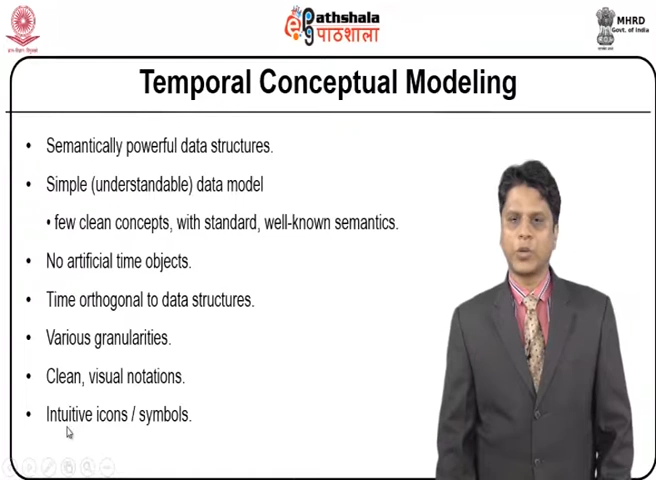 ePathshala
पाठशाला
MHRD
Govt. of India
Temporal Conceptual Modeling
• Semantically powerful data structures.
• Simple (understandable) data model
• few clean concepts, with standard, well-known semantics.
• No artificial time objects.
• Time orthogonal to data structures.
• Various granularities.
• Clean, visual notations.
• Intuitive icons / symbols.